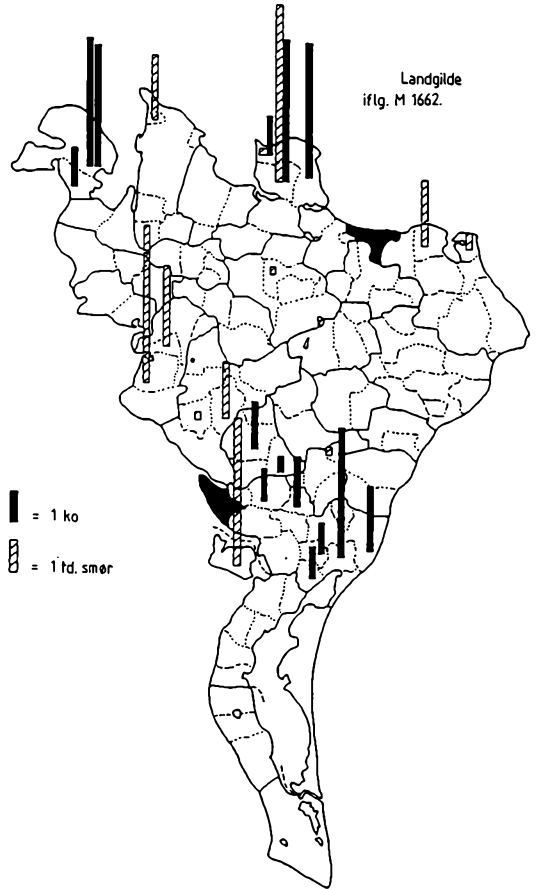 Landgilde
iflg. M 1662.
= 1 ko
= 1 td. smør